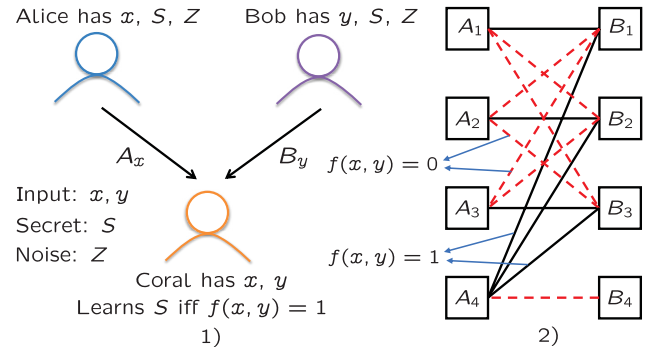 Alice has x, S, Z
Bob has y, S, Z
A_x
B_y
Input: x, y
Secret: S
Noise: Z
Coral has x, y
Learns S iff f(x, y) = 1
1)
A_1
B_1
A_2
B_2
f(x, y) = 0
A_3
B_3
f(x, y) = 1
A_4
B_4
2)